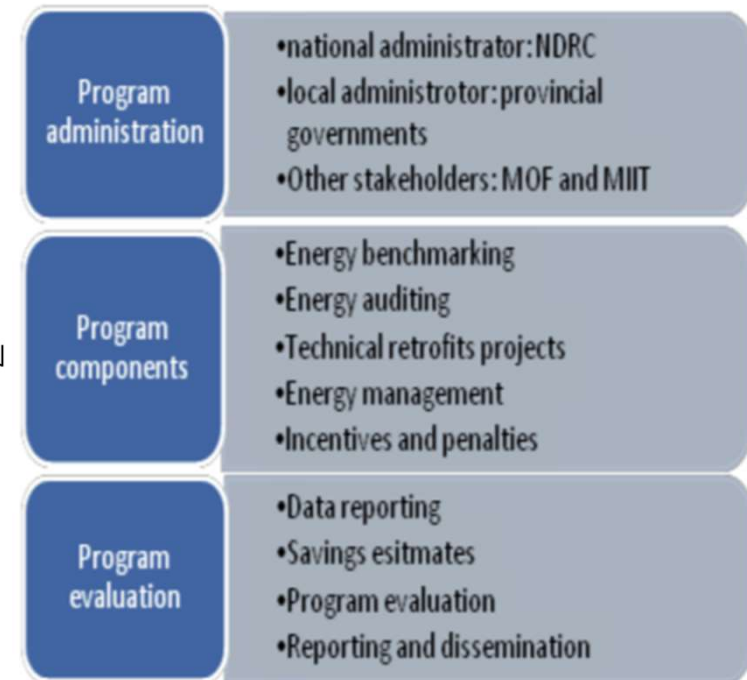 Program
administration
•national administrator: NDRC
•local administrotor: provincial
governments
•Other stakeholders: MOF and MIIT
Program
components
•Energy benchmarking
•Energy auditing
•Technical retrofits projects
•Energy management
•Incentives and penalties
Program
evaluation
•Data reporting
•Savings esitmates
•Program evaluation
•Reporting and dissemination